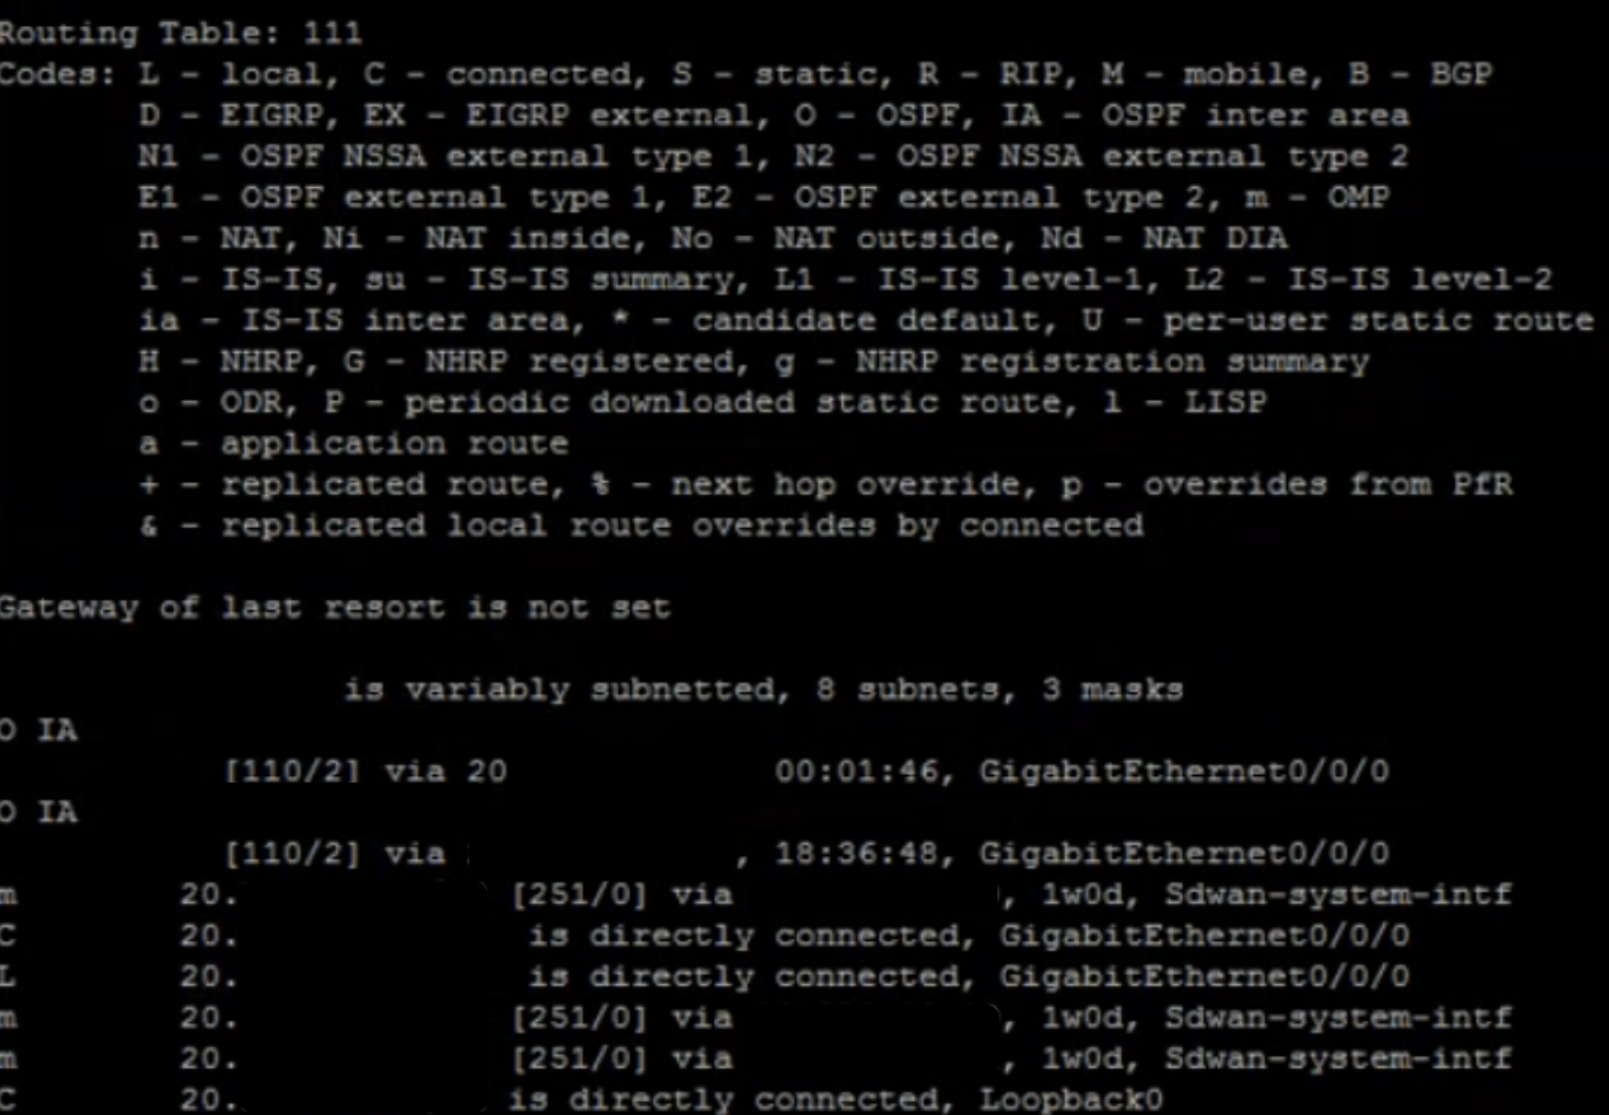 Routing Table: 111
Codes: L - local, C - connected, S - static, R - RIP, M - mobile, B - BGP
D - EIGRP, EX - EIGRP external, O - OSPF, IA - OSPF inter area
N1 - OSPF NSSA external type 1, N2 - OSPF NSSA external type 2
E1 - OSPF external type 1, E2 - OSPF external type 2, m - OMP
n - NAT, Ni - NAT inside, No - NAT outside, Nd - NAT DIA
i - IS-IS, su - IS-IS summary, L1 - IS-IS level-1, L2 - IS-IS level-2
ia - IS-IS inter area, * - candidate default, U - per-user static route
H - NHRP, G - NHRP registered, g - NHRP registration summary
o - ODR, P - periodic downloaded static route, l - LISP
a - application route
+ - replicated route, % - next hop override, p - overrides from PfR
& - replicated local route overrides by connected
Gateway of last resort is not set
is variably subnetted, 8 subnets, 3 masks
O IA
[110/2] via 20 00:01:46, GigabitEthernet0/0/0
O IA
[110/2] via , 18:36:48, GigabitEthernet0/0/0
m 20. [251/0] via , 1w0d, Sdwan-system-intf
C 20. is directly connected, GigabitEthernet0/0/0
L 20. is directly connected, GigabitEthernet0/0/0
m 20. [251/0] via , 1w0d, Sdwan-system-intf
m 20. [251/0] via , 1w0d, Sdwan-system-intf
C 20. is directly connected, Loopback0